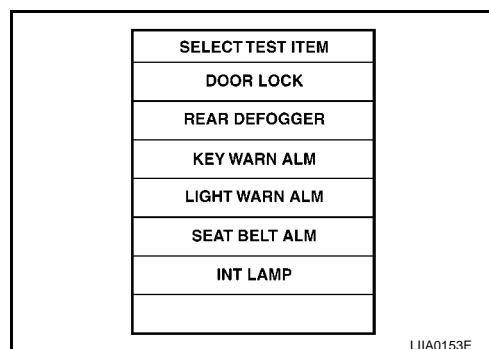 SELECT TEST ITEM
DOOR LOCK
REAR DEFOGGER
KEY WARN ALM
LIGHT WARN ALM
SEAT BELT ALM
INT LAMP
LIIA0153E